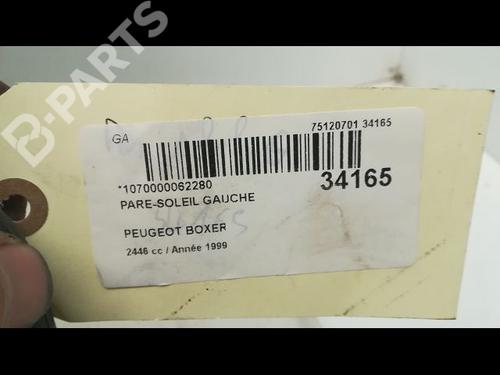 B-PARTS
GA
75120701 34165
*1070000062280
34165
PARE-SOLEIL GAUCHE
PEUGEOT BOXER
2446 cc / Année 1999